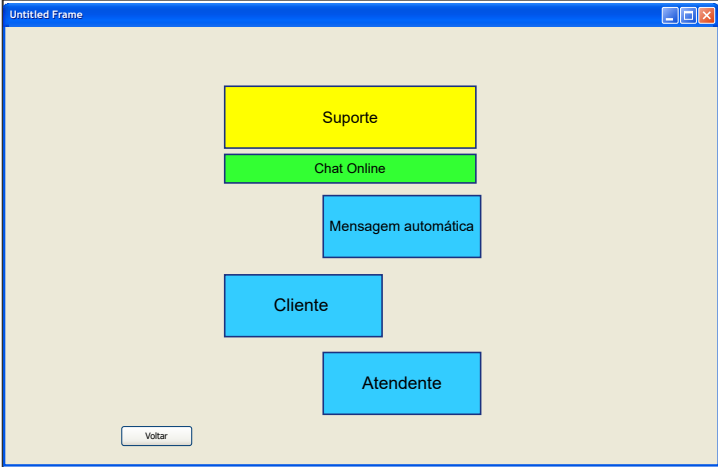 Untitled Frame
Suporte
Chat Online
Mensagem automática
Cliente
Atendente
Voltar